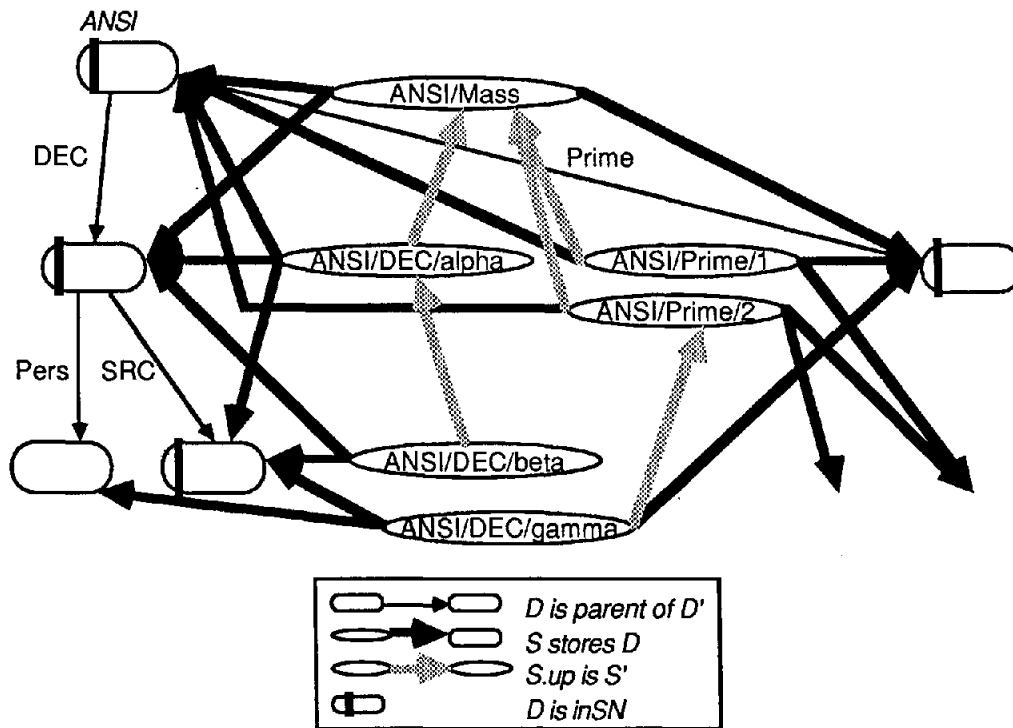 ANSI
ANSI/Mass
DEC
Prime
ANSI/DEC/alpha
ANSI/Prime/1
ANSI/Prime/2
Pers
SRC
ANSI/DEC/beta
ANSI/DEC/gamma
D is parent of D'
S stores D
S.up is S'
D is inSN